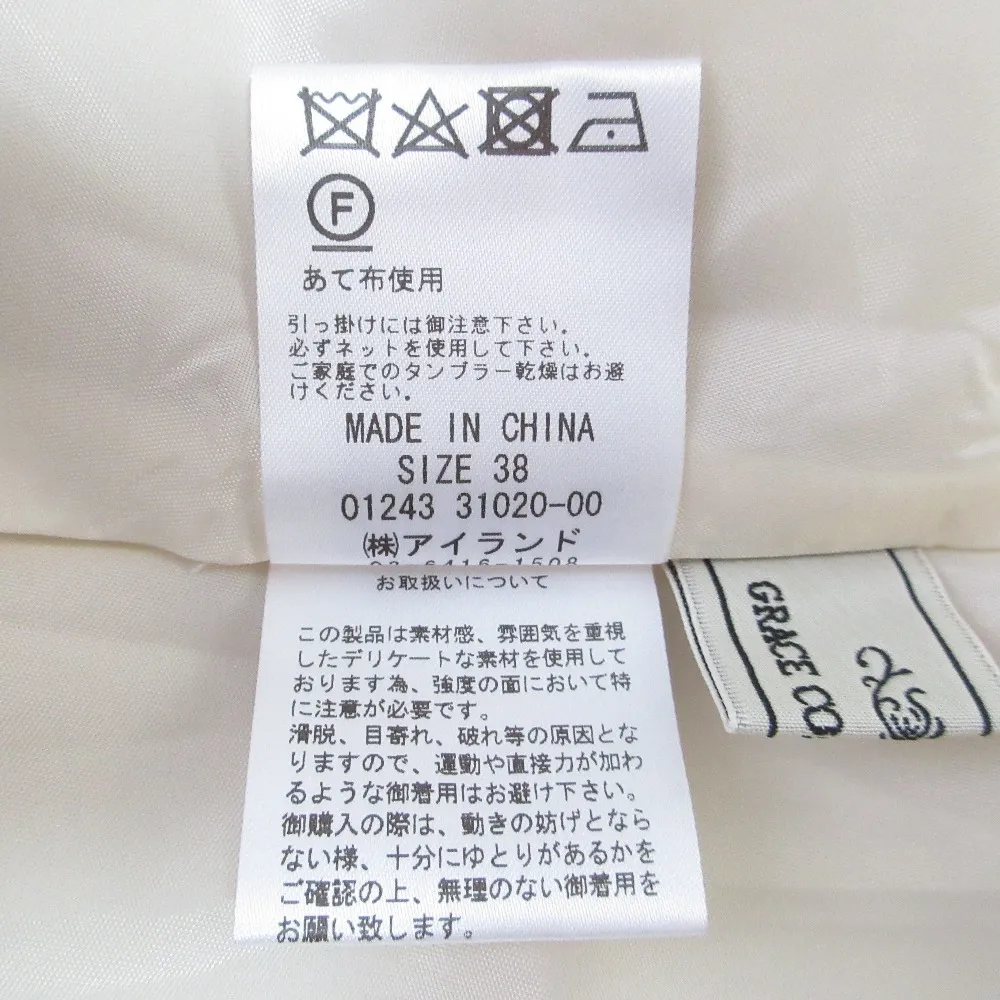 F
あて布使用
引っ掛けには御注意下さい。
必ずネットを使用して下さい。
ご家庭でのタンブラー乾燥はお避
けください。
MADE IN CHINA
SIZE 38
01243 31020-00
㈱アイランド
03-6416-1508
お取扱いについて
この製品は素材感、雰囲気を重視
したデリケートな素材を使用して
おります為、強度の面において特
に注意が必要です。
滑脱、目寄れ、破れ等の原因とな
りますので、運動や直接力が加わ
るような御着用はお避け下さい。
御購入の際は、動きの妨げとなら
ない様、十分にゆとりがあるかを
ご確認の上、無理のない御着用を
お願い致します。
GRACE CO